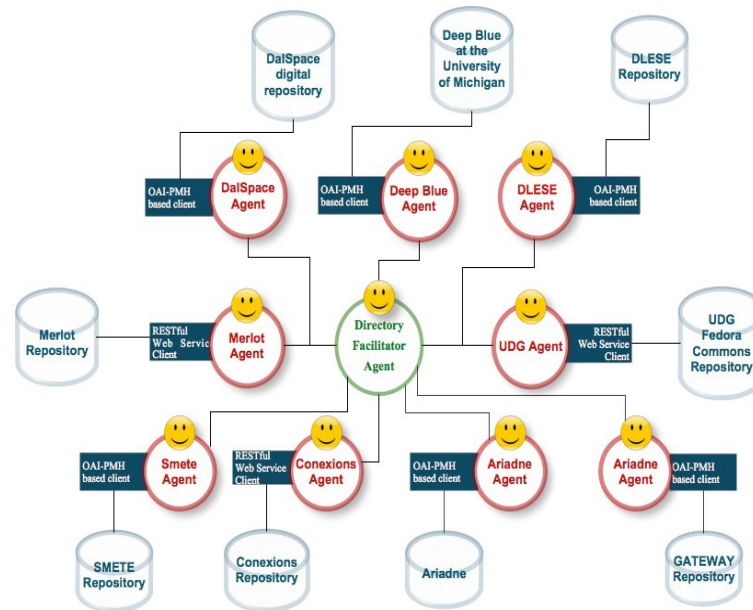 DalSpace
digital
repository
Deep Blue
at the
University
of Michigan
DLESE
Repository
OAI-PMH
based client
DalSpace
Agent
OAI-PMH
based client
Deep Blue
Agent
DLESE
Agent
OAI-PMH
based client
Merlot
Repository
RESTful
Web Service
Client
Merlot
Agent
Directory
Facilitator
Agent
UDG Agent
RESTful
Web Service
Client
UDG
Fedora
Commons
Repository
OAI-PMH
based client
Smete
Agent
RESTful
Web Service
Client
Conexions
Agent
OAI-PMH
based client
Ariadne
Agent
Ariadne
Agent
OAI-PMH
based client
SMETE
Repository
Conexions
Repository
Ariadne
GATEWAY
Repository